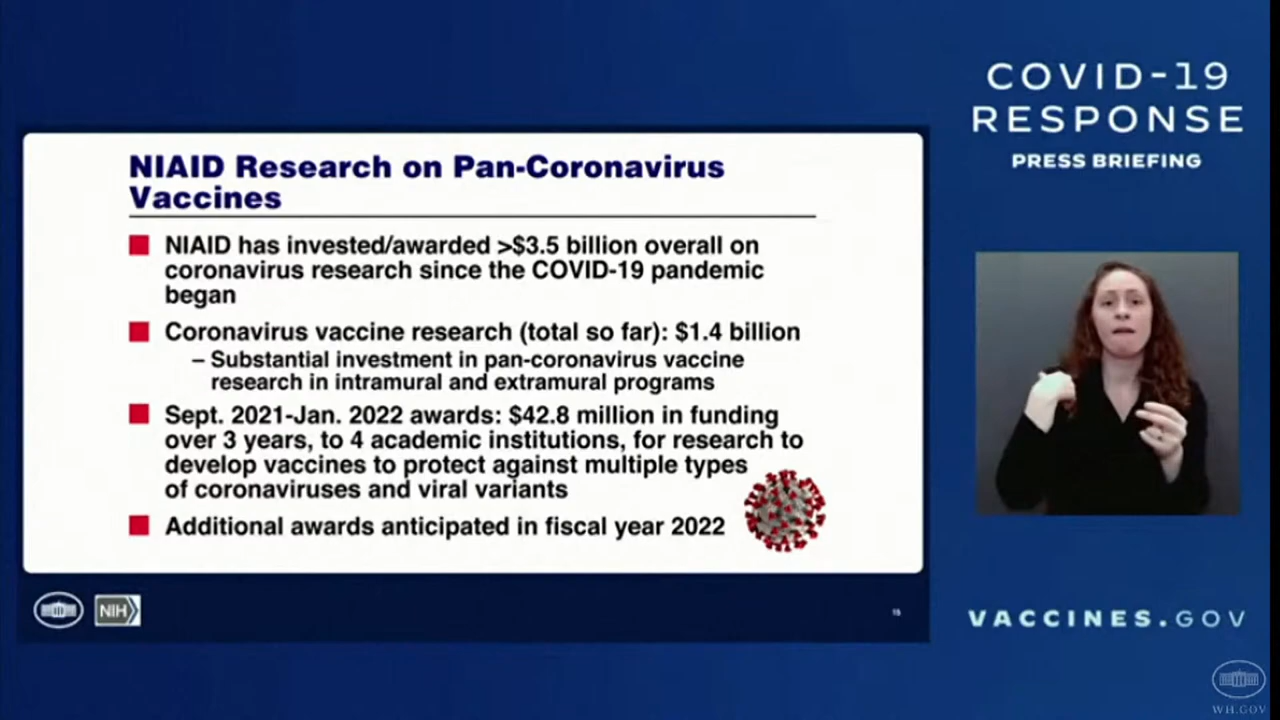 NIAID Research on Pan-Coronavirus
Vaccines
NIAID has invested/awarded >$3.5 billion overall on
coronavirus research since the COVID-19 pandemic
began
Coronavirus vaccine research (total so far): $1.4 billion
– Substantial investment in pan-coronavirus vaccine
research in intramural and extramural programs
Sept. 2021-Jan. 2022 awards: $42.8 million in funding
over 3 years, to 4 academic institutions, for research to
develop vaccines to protect against multiple types
of coronaviruses and viral variants
Additional awards anticipated in fiscal year 2022
NIH
COVID-19
RESPONSE
PRESS BRIEFING
VACCINES.GOV
WH.GOV